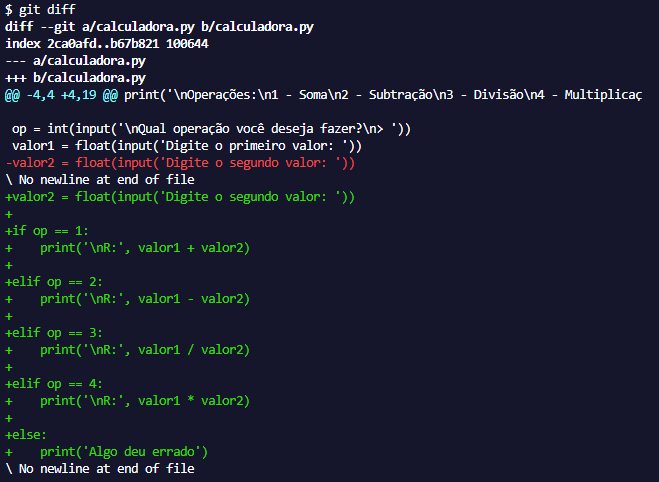 $ git diff
diff --git a/calculadora.py b/calculadora.py
index 2ca0afd..b67b821 100644
--- a/calculadora.py
+++ b/calculadora.py
@@ -4,4 +4,19 @@ print('\nOperações:\n1 - Soma\n2 - Subtração\n3 - Divisão\n4 - Multiplicaç

 op = int(input('\nQual operação você deseja fazer?\n> '))
 valor1 = float(input('Digite o primeiro valor: '))
-valor2 = float(input('Digite o segundo valor: '))
\ No newline at end of file
+valor2 = float(input('Digite o segundo valor: '))
+
+if op == 1:
+    print('\nR:', valor1 + valor2)
+
+elif op == 2:
+    print('\nR:', valor1 - valor2)
+
+elif op == 3:
+    print('\nR:', valor1 / valor2)
+
+elif op == 4:
+    print('\nR:', valor1 * valor2)
+
+else:
+    print('Algo deu errado')
\ No newline at end of file